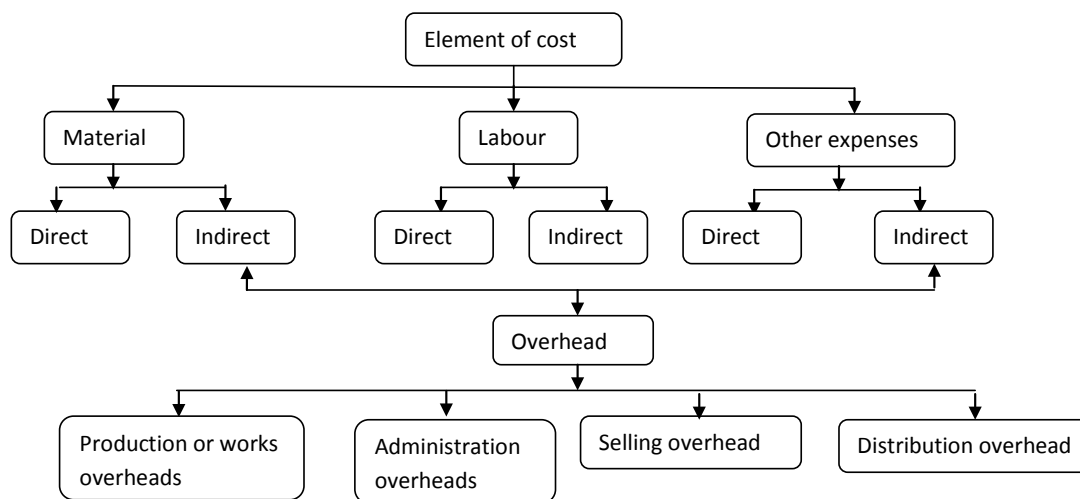 Element of cost
Material
Labour
Other expenses
Direct
Indirect
Direct
Indirect
Direct
Indirect
Overhead
Production or works
overheads
Administration
overheads
Selling overhead
Distribution overhead